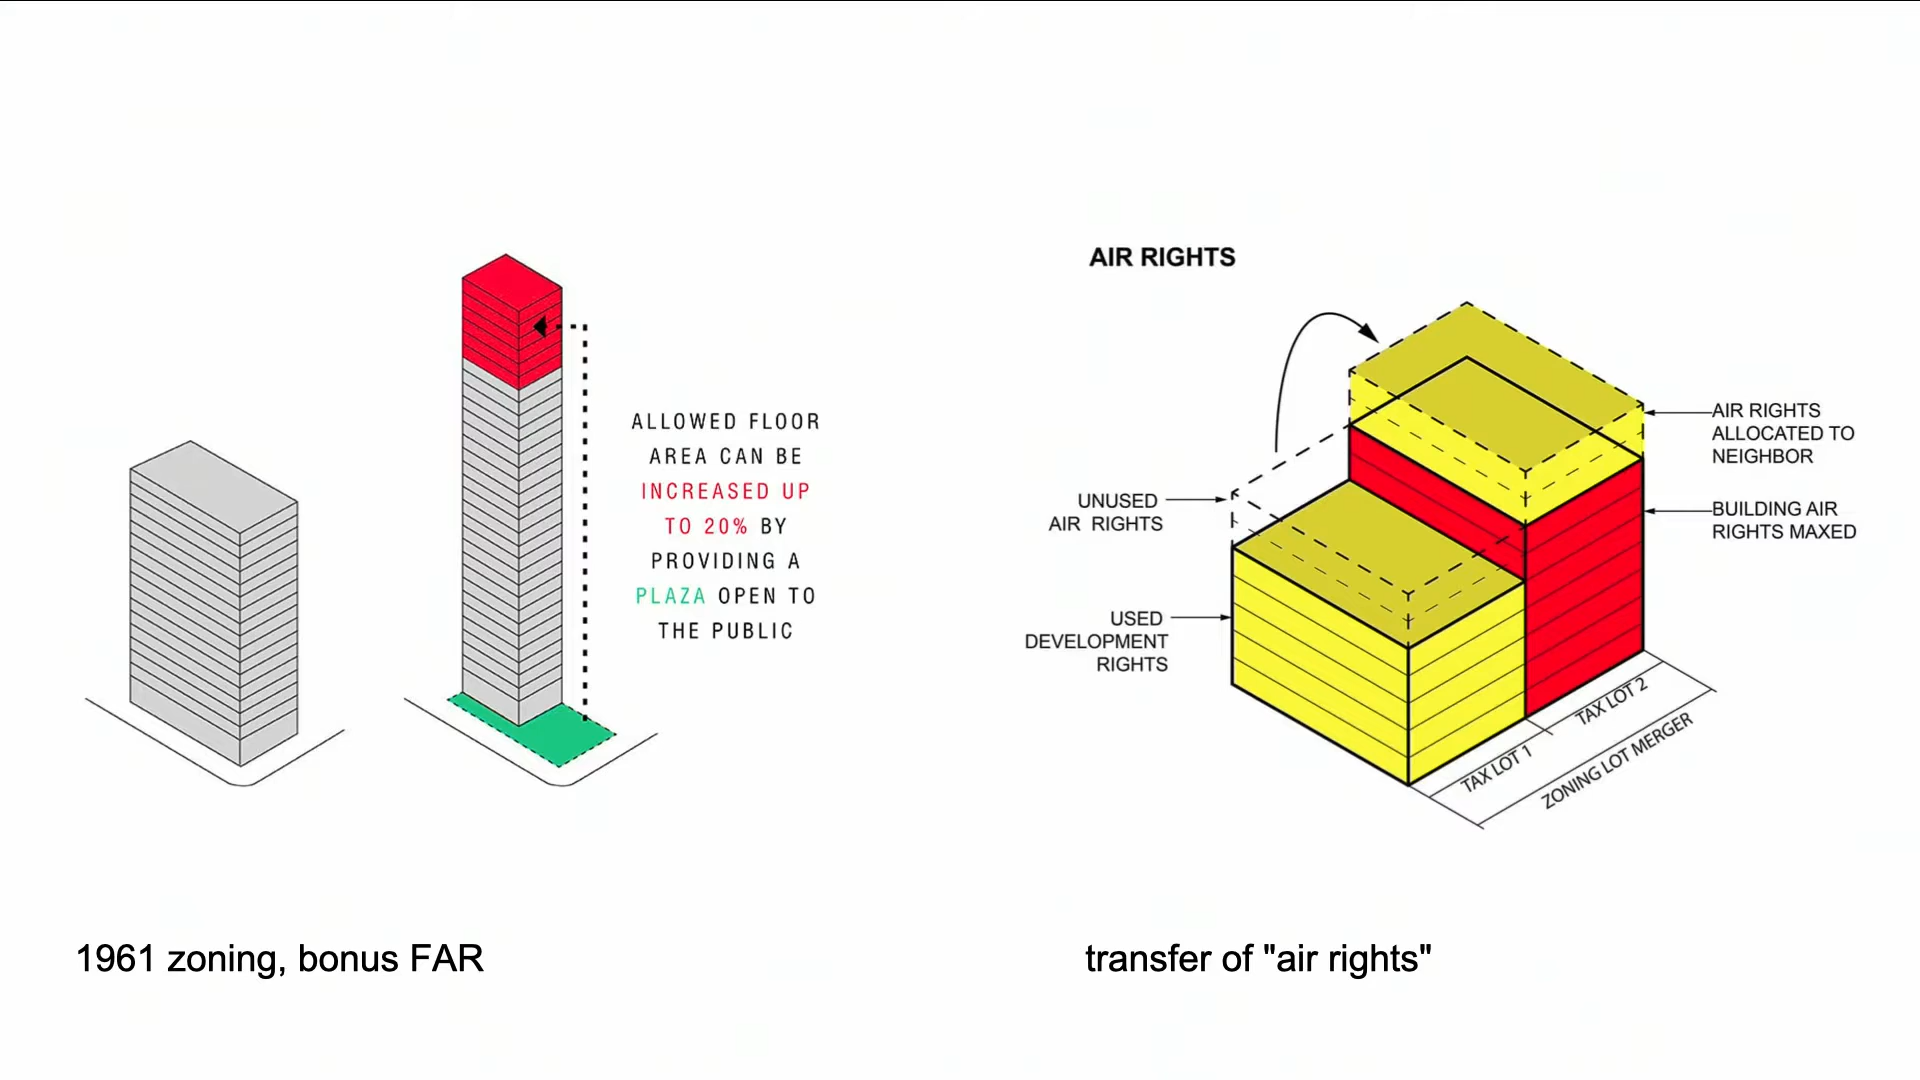 ALLOWED FLOOR
AREA CAN BE
INCREASED UP
TO 20% BY
PROVIDING A
PLAZA OPEN TO
THE PUBLIC
1961 zoning, bonus FAR
AIR RIGHTS
UNUSED
AIR RIGHTS
USED
DEVELOPMENT
RIGHTS
AIR RIGHTS
ALLOCATED TO
NEIGHBOR
BUILDING AIR
RIGHTS MAXED
TAX LOT 1
TAX LOT 2
ZONING LOT MERGER
transfer of "air rights"